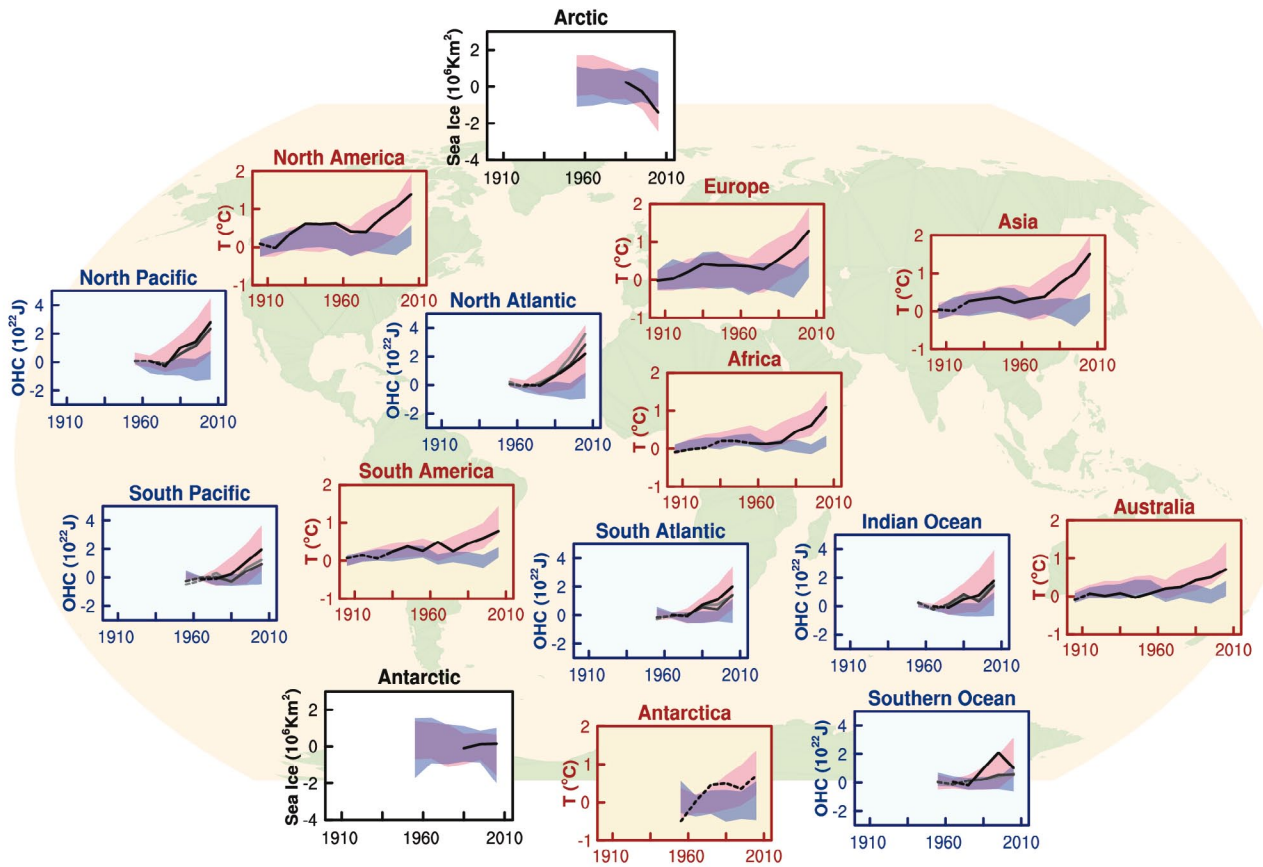 Arctic
Sea Ice (10⁶Km²)
2
0
-2
-4
1910 1960 2010
North America
T (°C)
2
1
0
-1
1910 1960 2010
Europe
T (°C)
2
1
0
-1
1910 1960 2010
Asia
T (°C)
2
1
0
-1
1910 1960 2010
North Pacific
OHC (10²²J)
4
2
0
-2
1910 1960 2010
North Atlantic
OHC (10²²J)
4
2
0
-2
1910 1960 2010
Africa
T (°C)
2
1
0
-1
1910 1960 2010
South Pacific
OHC (10²²J)
4
2
0
-2
1910 1960 2010
South America
T (°C)
2
1
0
-1
1910 1960 2010
South Atlantic
OHC (10²²J)
4
2
0
-2
1910 1960 2010
Indian Ocean
OHC (10²²J)
4
2
0
-2
1910 1960 2010
Australia
T (°C)
2
1
0
-1
1910 1960 2010
Antarctic
Sea Ice (10⁶Km²)
2
0
-2
-4
1910 1960 2010
Antarctica
T (°C)
2
1
0
-1
1910 1960 2010
Southern Ocean
OHC (10²²J)
4
2
0
-2
1910 1960 2010